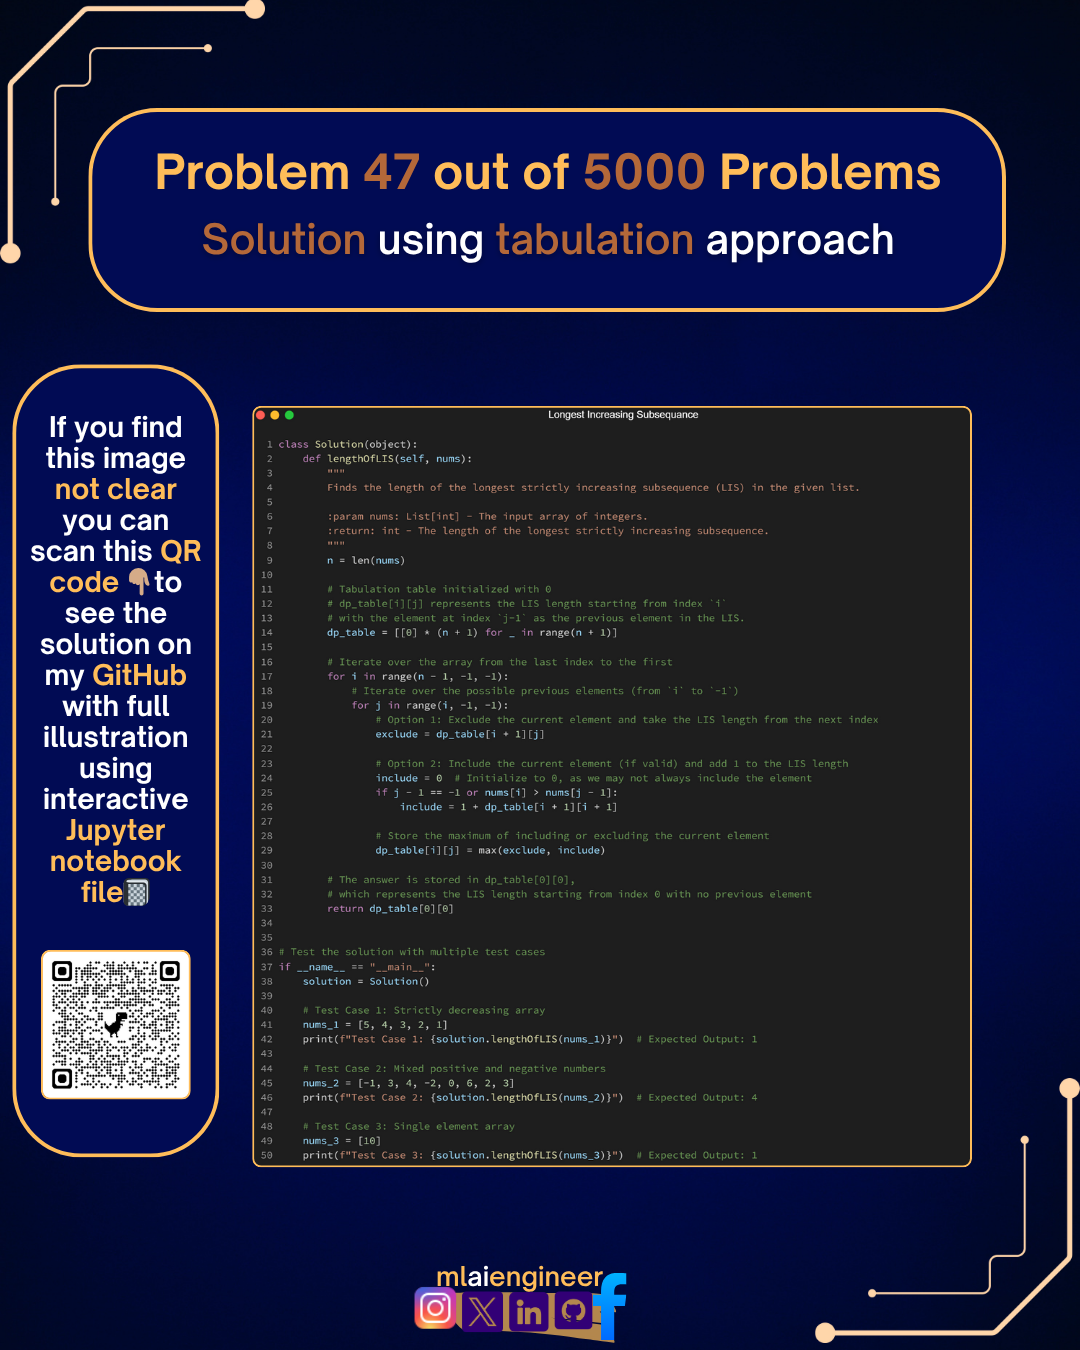 Problem 47 out of 5000 Problems
Solution using tabulation approach
If you find
this image
not clear
you can
scan this QR
code 👇🏽to
see the
solution on
my GitHub
with full
illustration
using
interactive
Jupyter
notebook
file
Longest Increasing Subsequance
1 class Solution(object):
2     def lengthOfLIS(self, nums):
3         """
4         Finds the length of the longest strictly increasing subsequence (LIS) in the given list.
5
6         :param nums: List[int] - The input array of integers.
7         :return: int - The length of the longest strictly increasing subsequence.
8         """
9         n = len(nums)
10
11         # Tabulation table initialized with 0
12         # dp_table[i][j] represents the LIS length starting from index `i`
13         # with the element at index `j-1` as the previous element in the LIS.
14         dp_table = [[0] * (n + 1) for _ in range(n + 1)]
15
16         # Iterate over the array from the last index to the first
17         for i in range(n - 1, -1, -1):
18             # Iterate over the possible previous elements (from `i` to `-1`)
19             for j in range(i, -1, -1):
20                 # Option 1: Exclude the current element and take the LIS length from the next index
21                 exclude = dp_table[i + 1][j]
22
23                 # Option 2: Include the current element (if valid) and add 1 to the LIS length
24                 include = 0  # Initialize to 0, as we may not always include the element
25                 if j - 1 == -1 or nums[i] > nums[j - 1]:
26                     include = 1 + dp_table[i + 1][i + 1]
27
28                 # Store the maximum of including or excluding the current element
29                 dp_table[i][j] = max(exclude, include)
30
31         # The answer is stored in dp_table[0][0],
32         # which represents the LIS length starting from index 0 with no previous element
33         return dp_table[0][0]
34
35
36 # Test the solution with multiple test cases
37 if __name__ == "__main__":
38     solution = Solution()
39
40     # Test Case 1: Strictly decreasing array
41     nums_1 = [5, 4, 3, 2, 1]
42     print(f"Test Case 1: {solution.lengthOfLIS(nums_1)}")  # Expected Output: 1
43
44     # Test Case 2: Mixed positive and negative numbers
45     nums_2 = [-1, 3, 4, -2, 0, 6, 2, 3]
46     print(f"Test Case 2: {solution.lengthOfLIS(nums_2)}")  # Expected Output: 4
47
48     # Test Case 3: Single element array
49     nums_3 = [10]
50     print(f"Test Case 3: {solution.lengthOfLIS(nums_3)}")  # Expected Output: 1
mlaiengineer